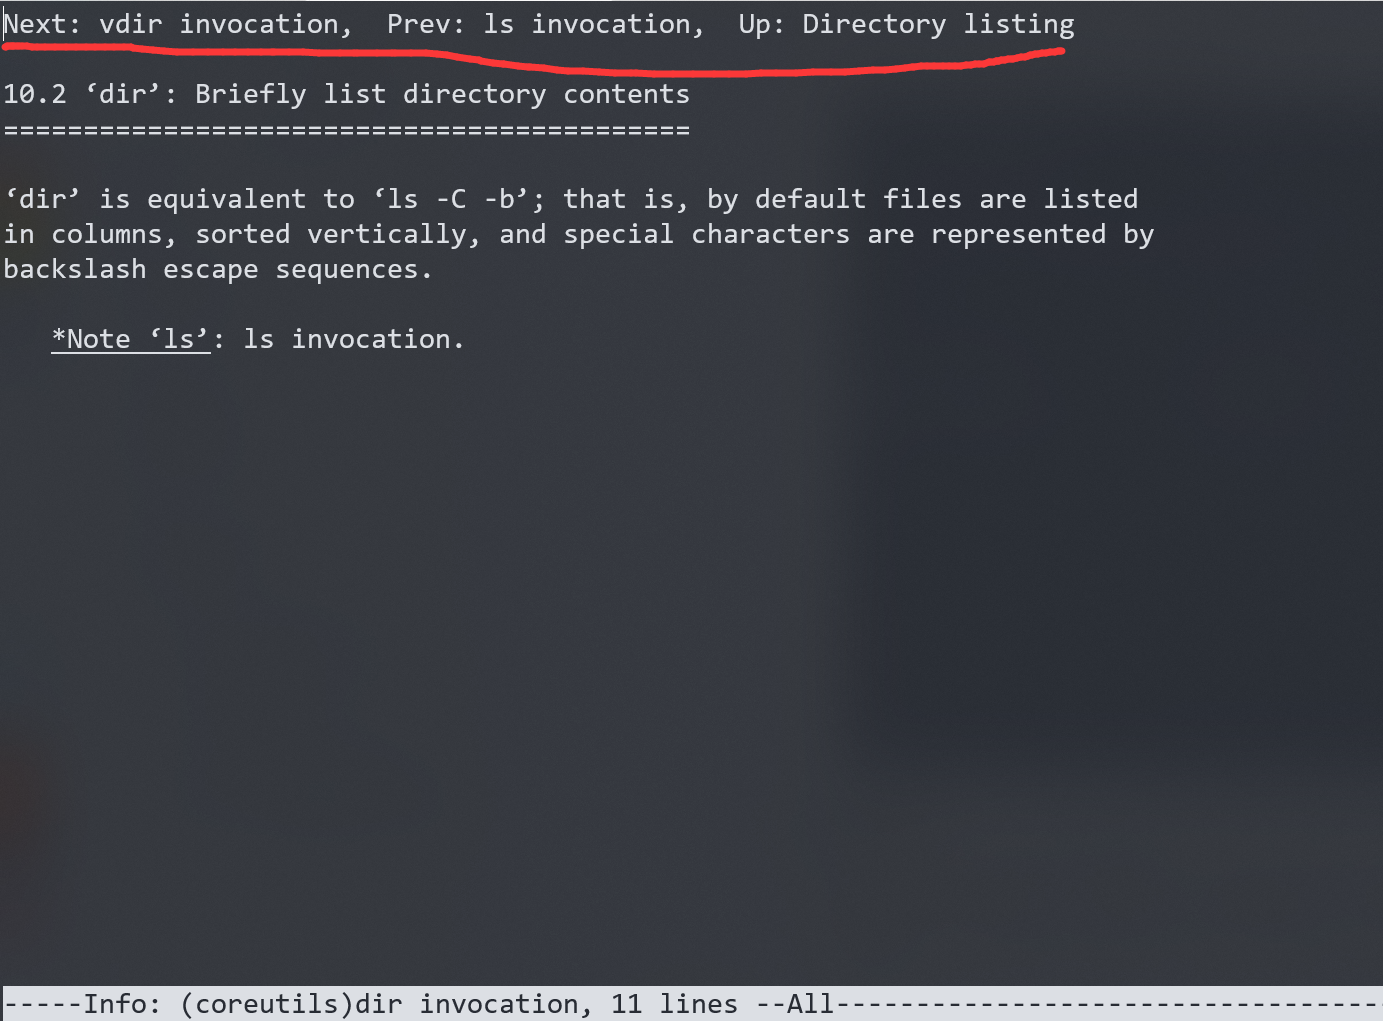 Next: vdir invocation,  Prev: ls invocation,  Up: Directory listing
10.2 ‘dir’: Briefly list directory contents
===========================================
‘dir’ is equivalent to ‘ls -C -b’; that is, by default files are listed
in columns, sorted vertically, and special characters are represented by
backslash escape sequences.
*Note ‘ls’: ls invocation.
-----Info: (coreutils)dir invocation, 11 lines --All-----------------------------------